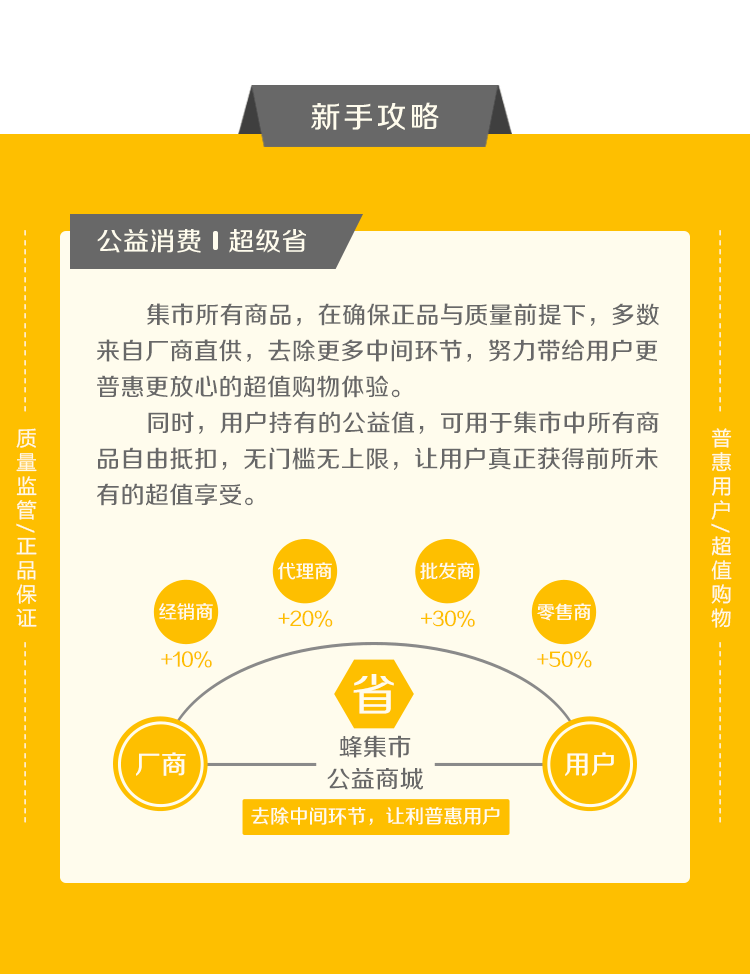 新手攻略
公益消费 | 超级省
集市所有商品，在确保正品与质量前提下，多数
来自厂商直供，去除更多中间环节，努力带给用户更
普惠更放心的超值购物体验。
同时，用户持有的公益值，可用于集市中所有商
品自由抵扣，无门槛无上限，让用户真正获得前所未
有的超值享受。
质量监管/正品保证
普惠用户/超值购物
代理商
+20%
批发商
+30%
经销商
+10%
零售商
+50%
省
厂商
蜂集市
公益商城
用户
去除中间环节，让利普惠用户